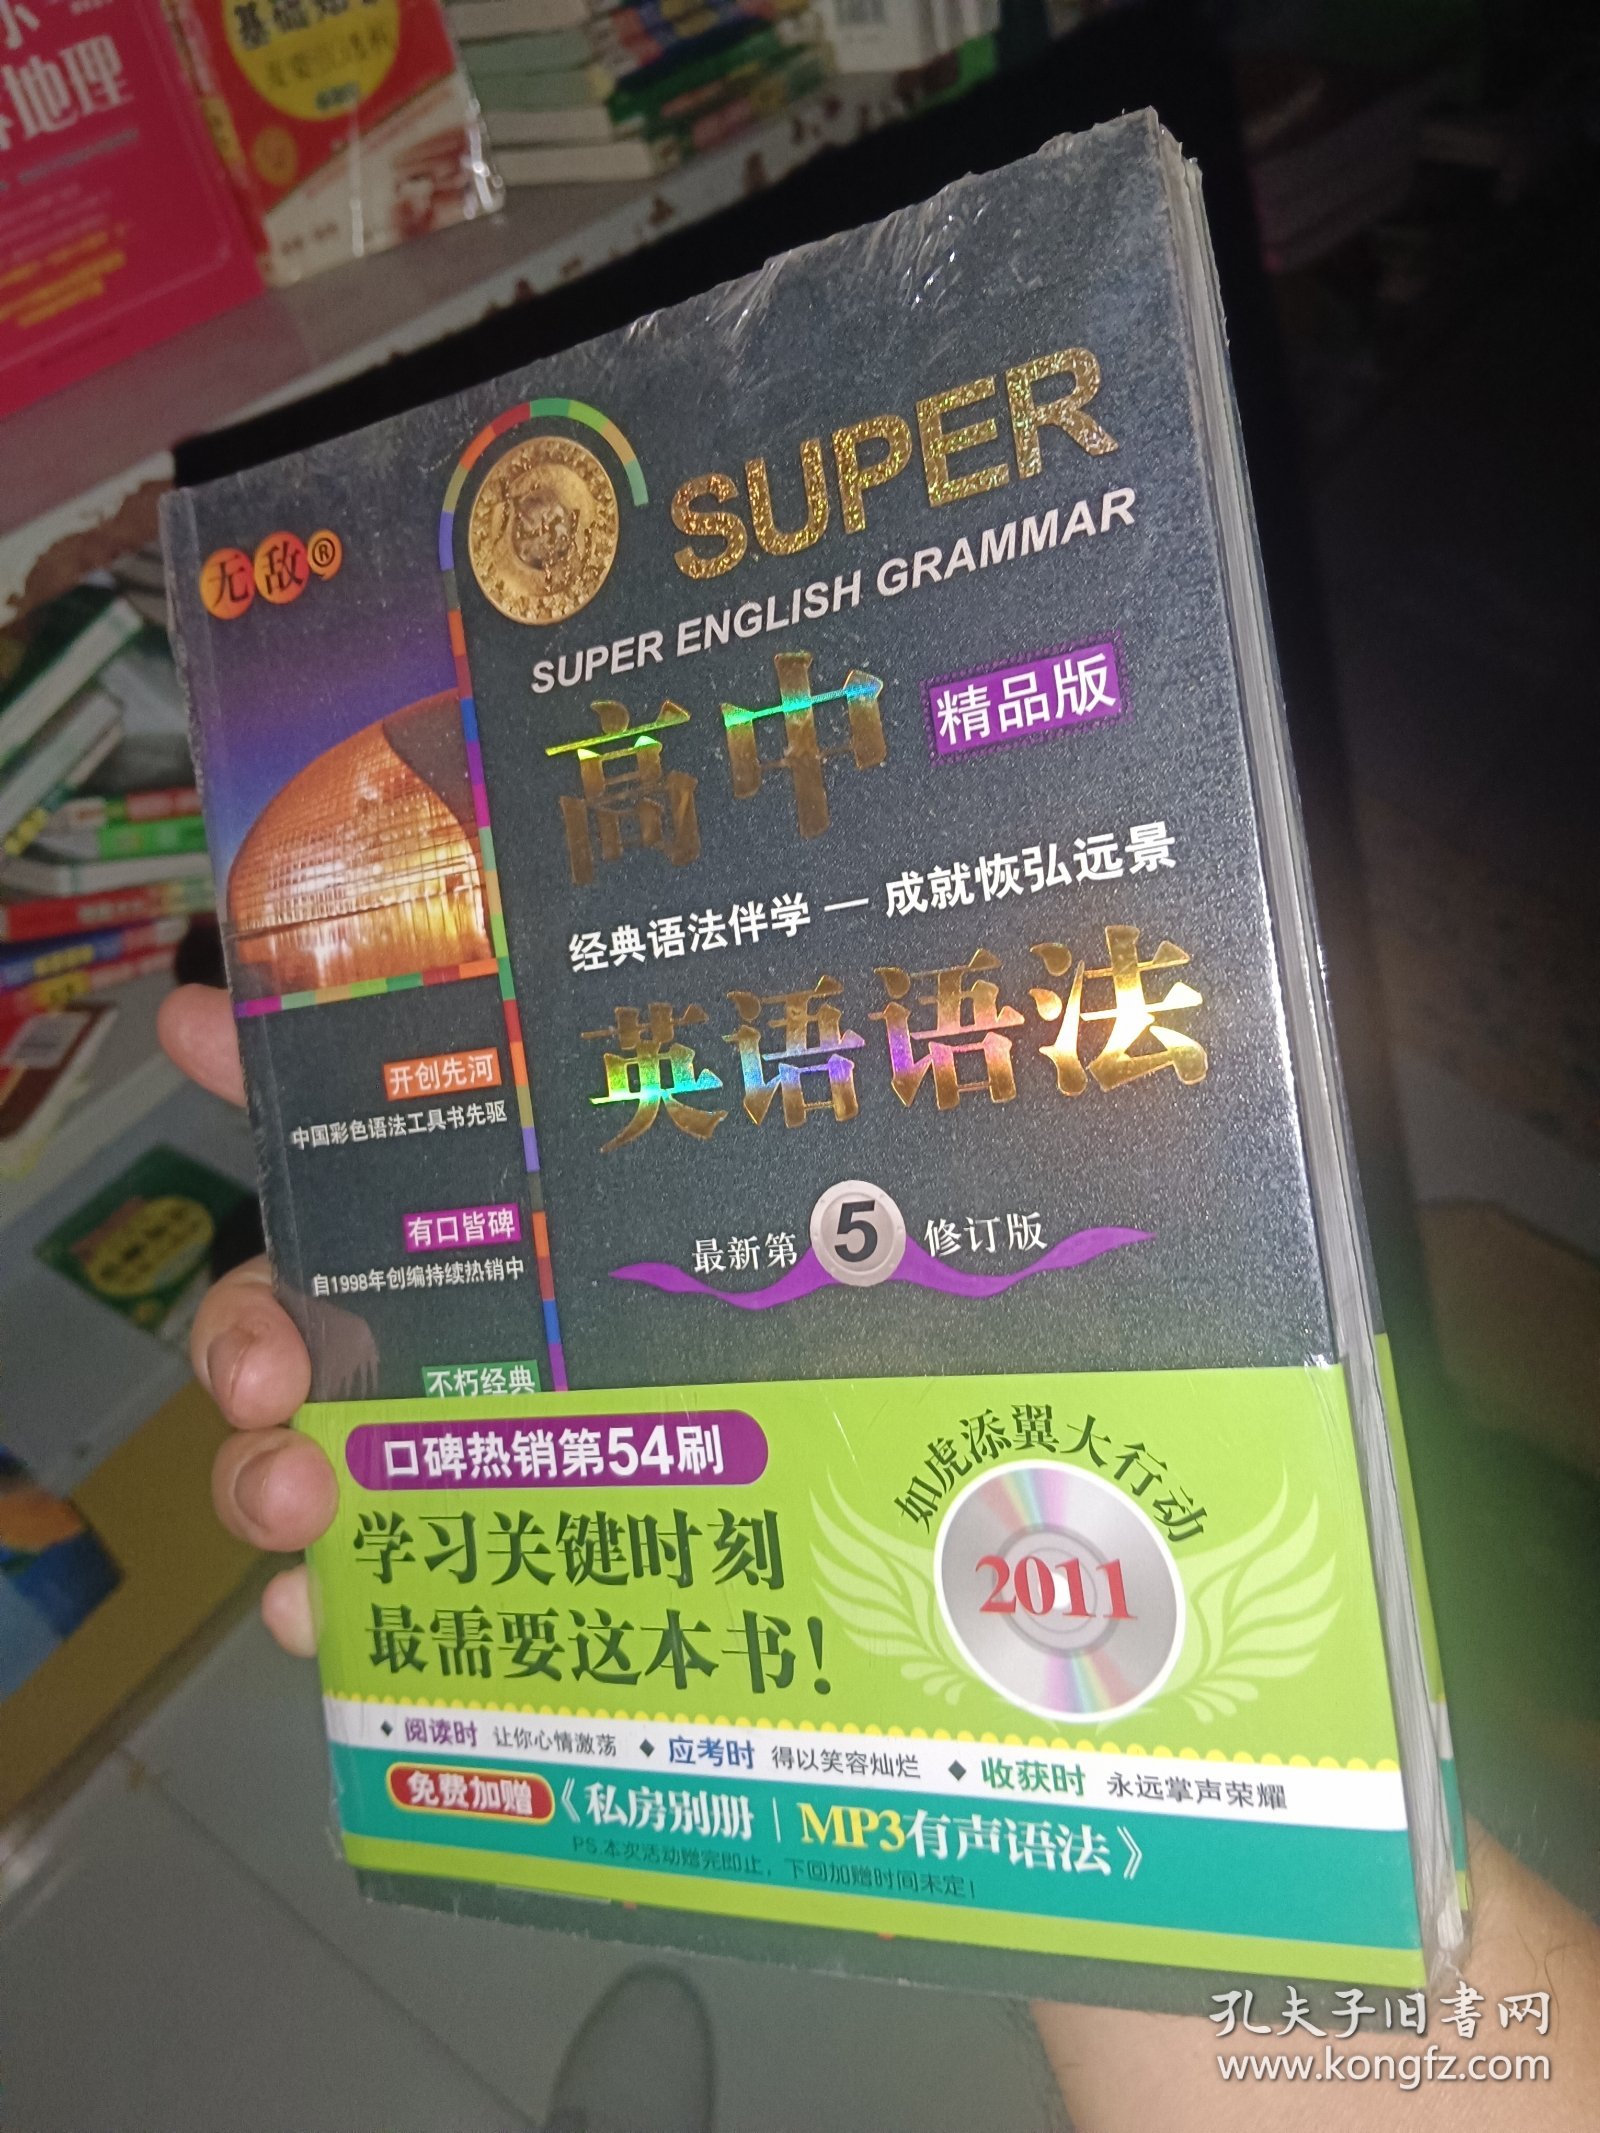 地理
基础知
无敌®
SUPER
SUPER ENGLISH GRAMMAR
高中
精品版
经典语法伴学 — 成就恢弘远景
英语语法
最新第5修订版
开创先河
中国彩色语法工具书先驱
有口皆碑
自1998年创编持续热销中
不朽经典
口碑热销第54刷
学习关键时刻
最需要这本书！
如虎添翼大行动
2011
◆ 阅读时 让你心情激荡 ◆ 应考时 得以笑容灿烂 ◆ 收获时 永远掌声荣耀
免费加赠《私房别册｜MP3有声语法》
PS.本次活动赠完即止，下回加赠时间未定！
孔夫子旧书网
www.kongfz.com